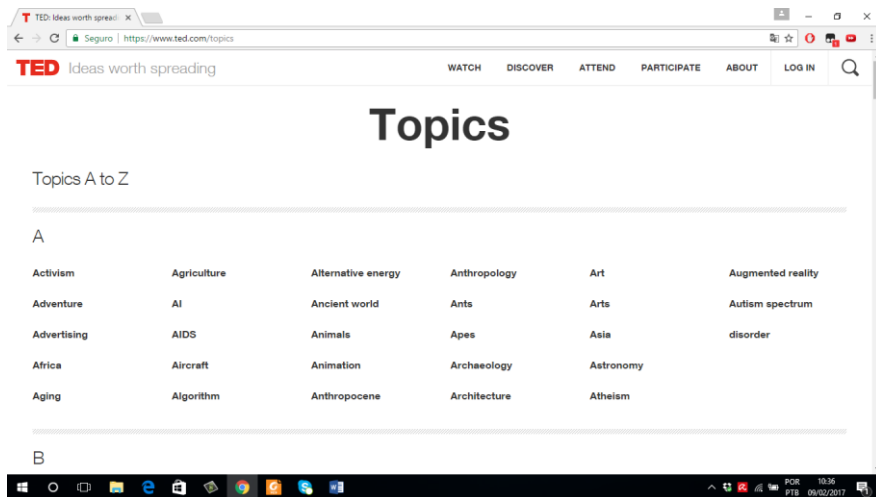 TED: Ideas worth spreadi
Seguro | https://www.ted.com/topics
TED Ideas worth spreading
WATCH DISCOVER ATTEND PARTICIPATE ABOUT LOG IN
Topics
Topics A to Z
A
Activism Agriculture Alternative energy Anthropology Art Augmented reality
Adventure AI Ancient world Ants Arts Autism spectrum
Advertising AIDS Animals Apes Asia disorder
Africa Aircraft Animation Archaeology Astronomy
Aging Algorithm Anthropocene Architecture Atheism
B
POR 10:36
PTB 09/02/2017